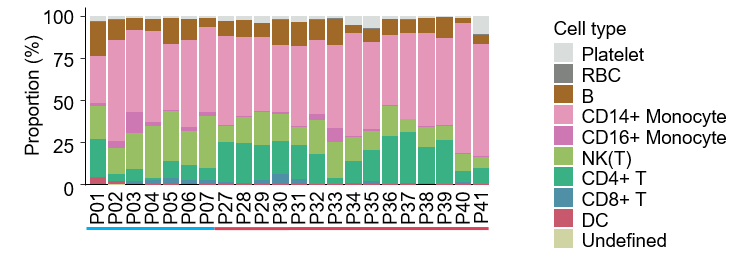 Proportion (%)
100
75
50
25
0
P01 P02 P03 P04 P05 P06 P07 P27 P28 P29 P30 P31 P32 P33 P34 P35 P36 P37 P38 P39 P40 P41
Cell type
Platelet
RBC
B
CD14+ Monocyte
CD16+ Monocyte
NK(T)
CD4+ T
CD8+ T
DC
Undefined